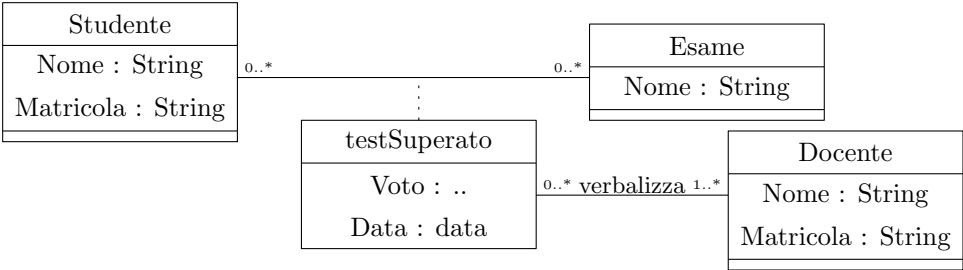 Studente
Nome : String
Matricola : String
0..*
0..*
Esame
Nome : String
testSuperato
Voto : ..
Data : data
0..* verbalizza 1..*
Docente
Nome : String
Matricola : String